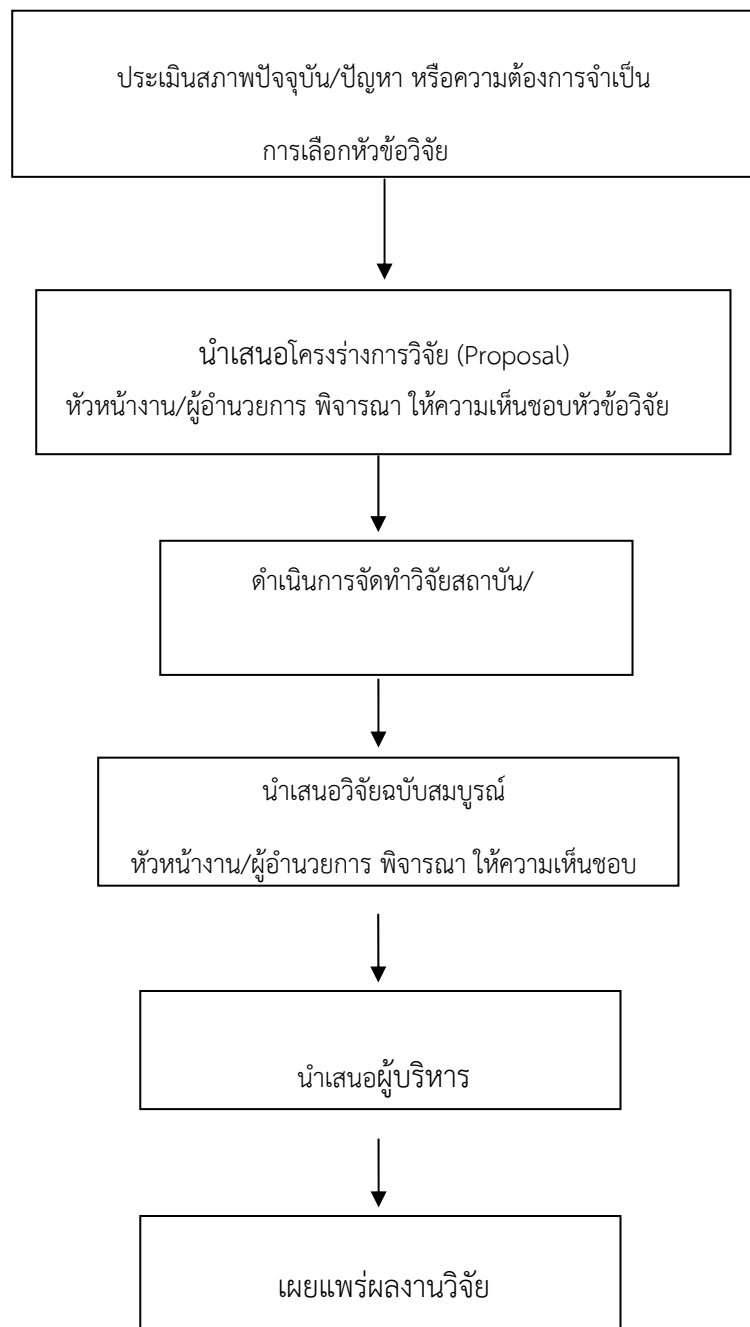 ประเมินสภาพปัจจุบัน/ปัญหา หรือความต้องการจำเป็น
การเลือกหัวข้อวิจัย
นำเสนอโครงร่างการวิจัย (Proposal)
หัวหน้างาน/ผู้อำนวยการ พิจารณา ให้ความเห็นชอบหัวข้อวิจัย
ดำเนินการจัดทำวิจัยสถาบัน/
นำเสนอวิจัยฉบับสมบูรณ์
หัวหน้างาน/ผู้อำนวยการ พิจารณา ให้ความเห็นชอบ
นำเสนอผู้บริหาร
เผยแพร่ผลงานวิจัย